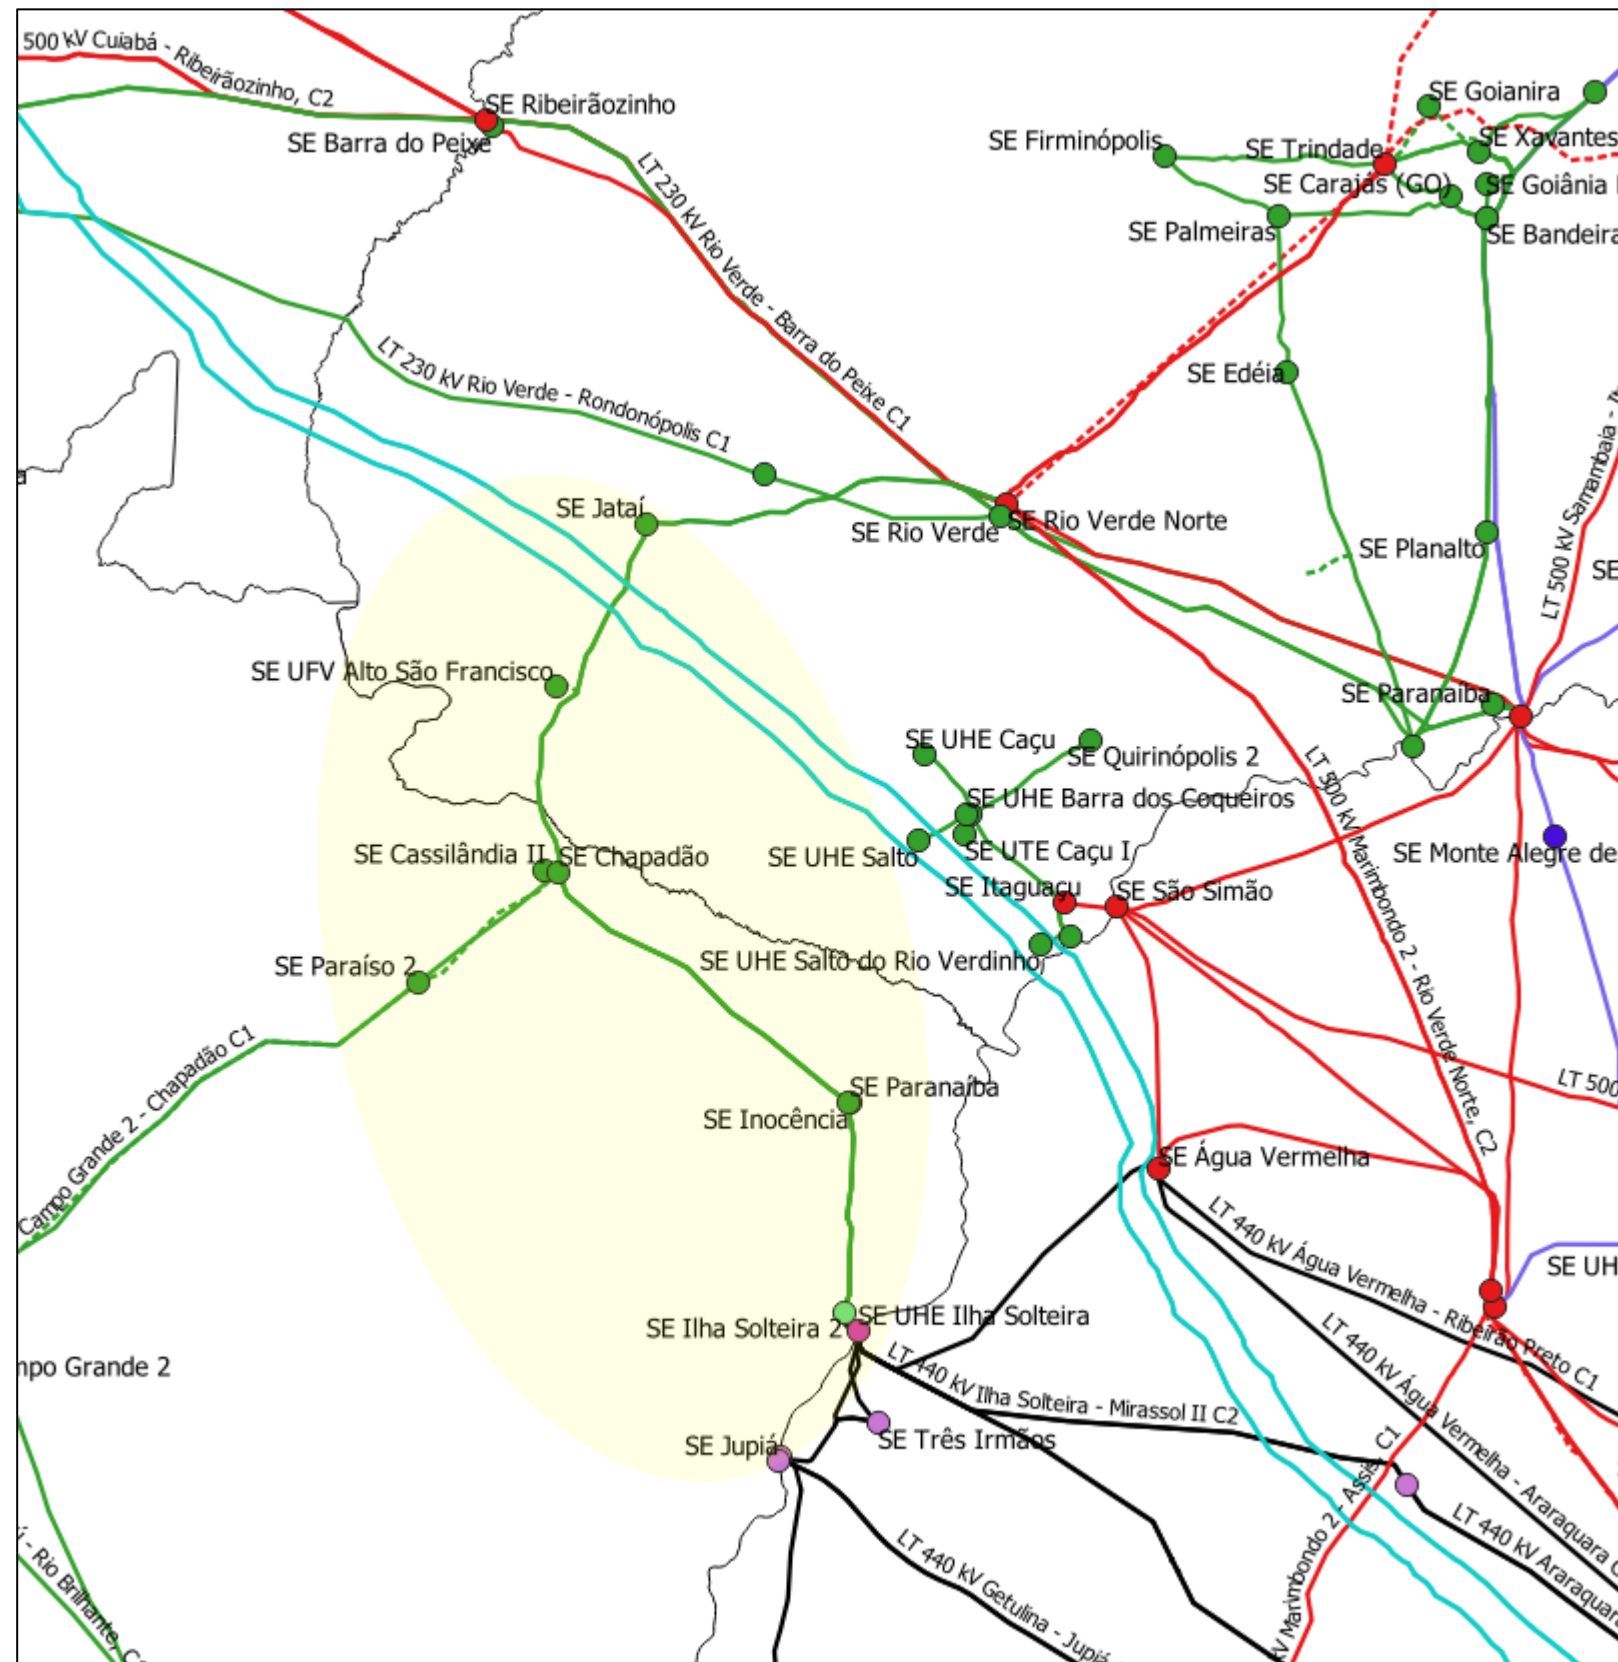 500 kV Cuiabá - Ribeirãozinho, C2
SE Ribeirãozinho
SE Barra do Peixe
LT 230 kV Rio Verde - Barra do Peixe C1
SE Goianira
SE Firminópolis
SE Trindade
SE Xavantes
SE Carajás (GO)
SE Goiânia
SE Palmeiras
SE Bandeira
LT 230 kV Rio Verde - Rondonópolis C1
SE Edéia
LT 500 kV Samambaia -
SE Jataí
SE Rio Verde
SE Rio Verde Norte
SE Planalto
SE
SE UFV Alto São Francisco
SE Paranaíba
SE UHE Caçu
SE Quirinópolis 2
LT 500 kV Marimbondo 2 - Rio Verde Norte, C2
SE UHE Barra dos Coqueiros
SE Cassilândia II
SE Chapadão
SE UHE Salto
SE UTE Caçu I
SE Monte Alegre de
SE Itaguaçu
SE São Simão
SE Paraíso 2
SE UHE Salto do Rio Verdinho
Campo Grande 2 - Chapadão C1
LT 500
SE Paranaíba
SE Inocência
SE Água Vermelha
LT 440 kV Água Vermelha - Ribeirão Preto C1
SE UH
SE UHE Ilha Solteira
SE Ilha Solteira 2
LT 440 kV Água Vermelha - Araraquara C
mpo Grande 2
LT 440 kV Ilha Solteira - Mirassol II C2
SE Três Irmãos
SE Jupiá
kV Marimbondo 2 - Assis, C1
LT 440 kV Araraquara
LT 440 kV Getulina - Jupiá
- Rio Brilhante, C